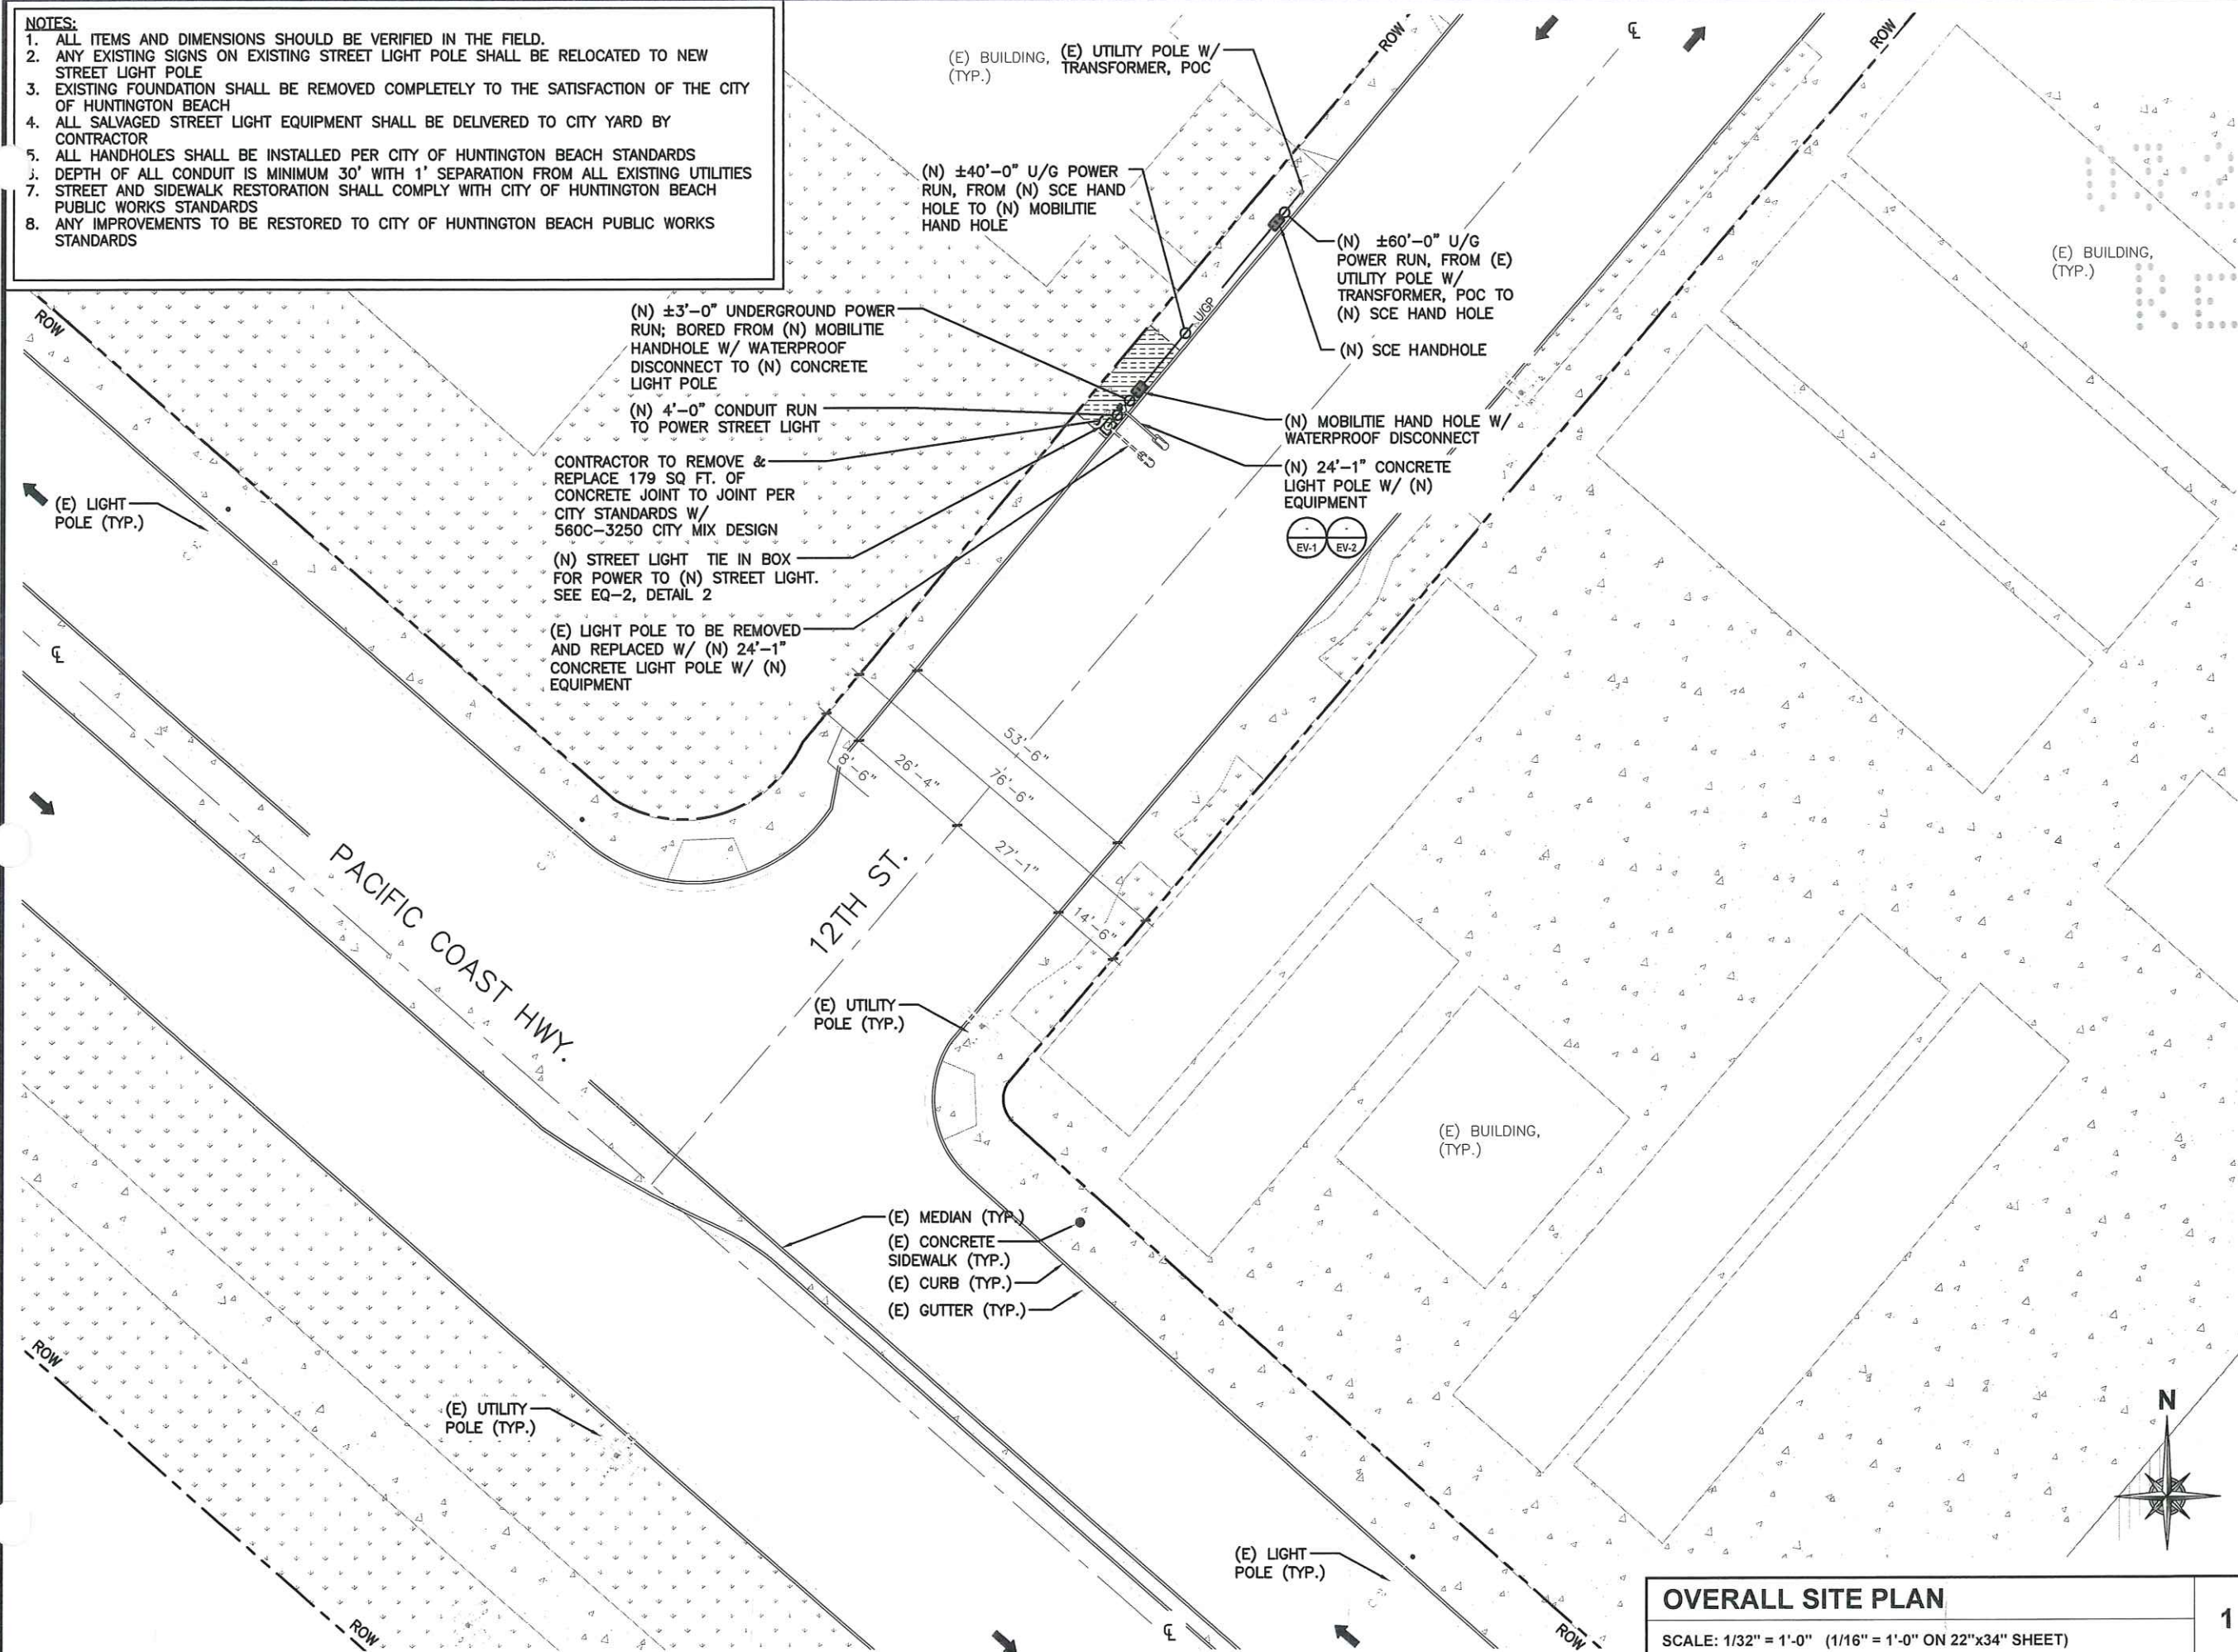 NOTES:
1. ALL ITEMS AND DIMENSIONS SHOULD BE VERIFIED IN THE FIELD.
2. ANY EXISTING SIGNS ON EXISTING STREET LIGHT POLE SHALL BE RELOCATED TO NEW
STREET LIGHT POLE
3. EXISTING FOUNDATION SHALL BE REMOVED COMPLETELY TO THE SATISFACTION OF THE CITY
OF HUNTINGTON BEACH
4. ALL SALVAGED STREET LIGHT EQUIPMENT SHALL BE DELIVERED TO CITY YARD BY
CONTRACTOR
5. ALL HANDHOLES SHALL BE INSTALLED PER CITY OF HUNTINGTON BEACH STANDARDS
DEPTH OF ALL CONDUIT IS MINIMUM 30' WITH 1' SEPARATION FROM ALL EXISTING UTILITIES
7. STREET AND SIDEWALK RESTORATION SHALL COMPLY WITH CITY OF HUNTINGTON BEACH
PUBLIC WORKS STANDARDS
8. ANY IMPROVEMENTS TO BE RESTORED TO CITY OF HUNTINGTON BEACH PUBLIC WORKS
STANDARDS
(E) BUILDING,
(TYP.)
(E) UTILITY POLE W/
TRANSFORMER, POC
ROW
℄
ROW
(N) ±40'-0" U/G POWER
RUN, FROM (N) SCE HAND
HOLE TO (N) MOBILITIE
HAND HOLE
(N) ±60'-0" U/G
POWER RUN, FROM (E)
UTILITY POLE W/
TRANSFORMER, POC TO
(N) SCE HAND HOLE
(E) BUILDING,
(TYP.)
U/GP
ROW
(N) ±3'-0" UNDERGROUND POWER
RUN; BORED FROM (N) MOBILITIE
HANDHOLE W/ WATERPROOF
DISCONNECT TO (N) CONCRETE
LIGHT POLE
(N) SCE HANDHOLE
(N) 4'-0" CONDUIT RUN
TO POWER STREET LIGHT
(N) MOBILITIE HAND HOLE W/
WATERPROOF DISCONNECT
CONTRACTOR TO REMOVE &
REPLACE 179 SQ FT. OF
CONCRETE JOINT TO JOINT PER
CITY STANDARDS W/
560C-3250 CITY MIX DESIGN
(N) 24'-1" CONCRETE
LIGHT POLE W/ (N)
EQUIPMENT
EV-1
EV-2
(E) LIGHT
POLE (TYP.)
(N) STREET LIGHT TIE IN BOX
FOR POWER TO (N) STREET LIGHT.
SEE EQ-2, DETAIL 2
(E) LIGHT POLE TO BE REMOVED
AND REPLACED W/ (N) 24'-1"
CONCRETE LIGHT POLE W/ (N)
EQUIPMENT
℄
53'-6"
76'-6"
8'-6"
26'-4"
27'-1"
14'-6"
PACIFIC COAST HWY.
12TH ST.
(E) UTILITY
POLE (TYP.)
(E) BUILDING,
(TYP.)
(E) MEDIAN (TYP.)
(E) CONCRETE
SIDEWALK (TYP.)
(E) CURB (TYP.)
(E) GUTTER (TYP.)
ROW
(E) UTILITY
POLE (TYP.)
N
(E) LIGHT
POLE (TYP.)
ROW
℄
ROW
OVERALL SITE PLAN
SCALE: 1/32" = 1'-0" (1/16" = 1'-0" ON 22"x34" SHEET)
1